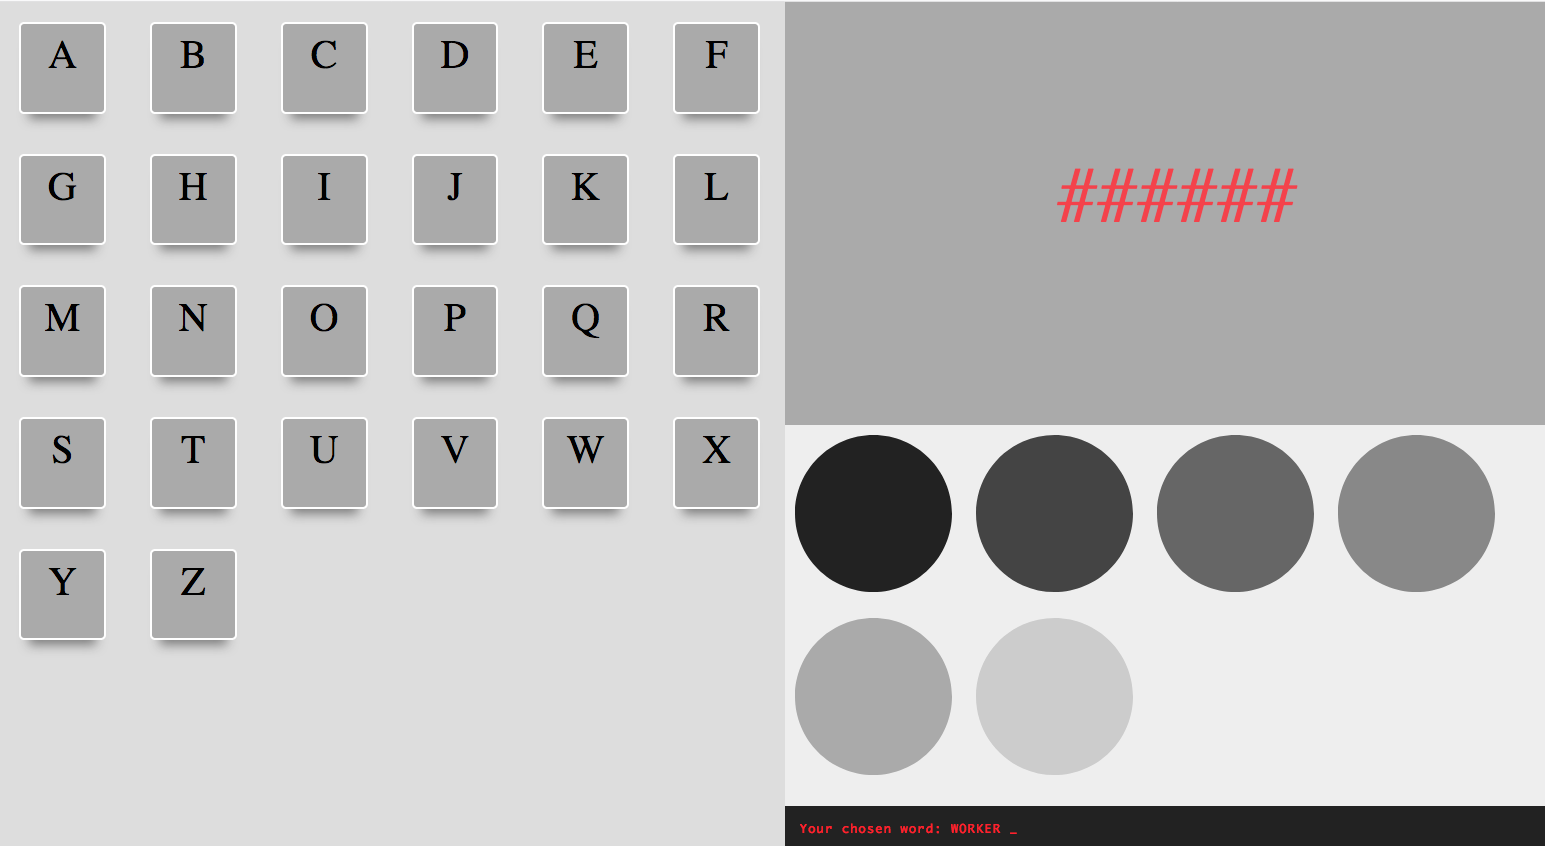 A B C D E F
G H I J K L
M N O P Q R
S T U V W X
Y Z
######
Your chosen word: WORKER _